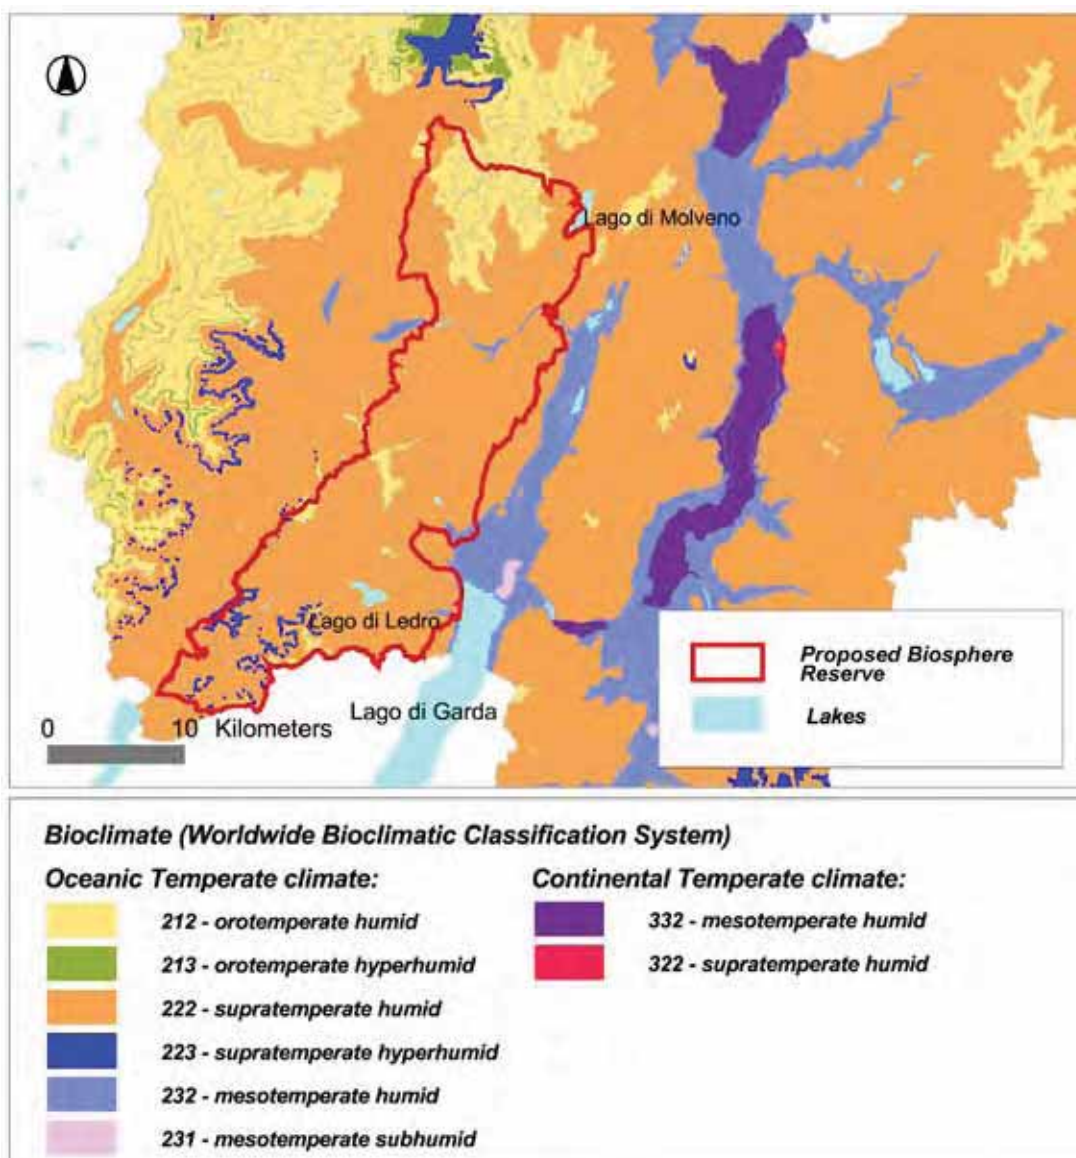 Lago di Molveno
Lago di Ledro
Lago di Garda
0 10 Kilometers
Proposed Biosphere
Reserve
Lakes
Bioclimate (Worldwide Bioclimatic Classification System)
Oceanic Temperate climate:
212 - orotemperate humid
213 - orotemperate hyperhumid
222 - supratemperate humid
223 - supratemperate hyperhumid
232 - mesotemperate humid
231 - mesotemperate subhumid
Continental Temperate climate:
332 - mesotemperate humid
322 - supratemperate humid